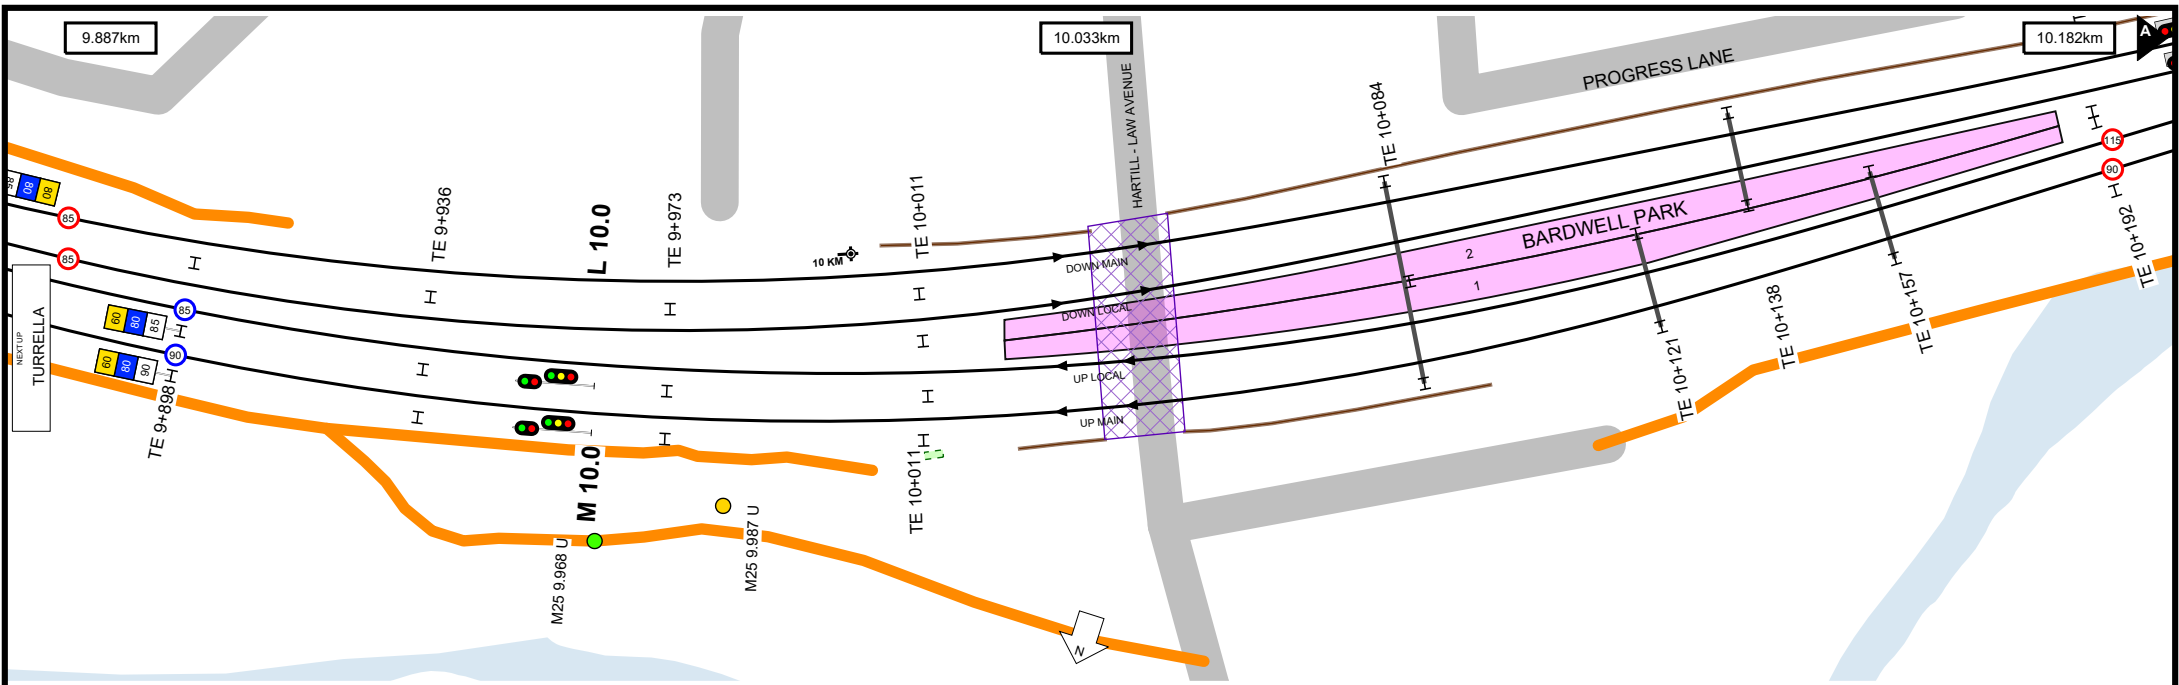 9.887km
10.033km
10.182km
A
PROGRESS LANE
HARTILL - LAW AVENUE
TE 10+084
115
90
80
80
85
85
TE 9+936
L 10.0
TE 9+973
TE 10+011
10 KM
DOWN MAIN
DOWN LOCAL
UP LOCAL
UP MAIN
BARDWELL PARK
2
1
TE 10+192
TE 10+157
TE 10+138
TE 10+121
NEXT UP
TURRELLA
85
60
80
85
90
60
80
90
TE 9+898
M 10.0
TE 10+011
M25 9.968 U
M25 9.987 U
N